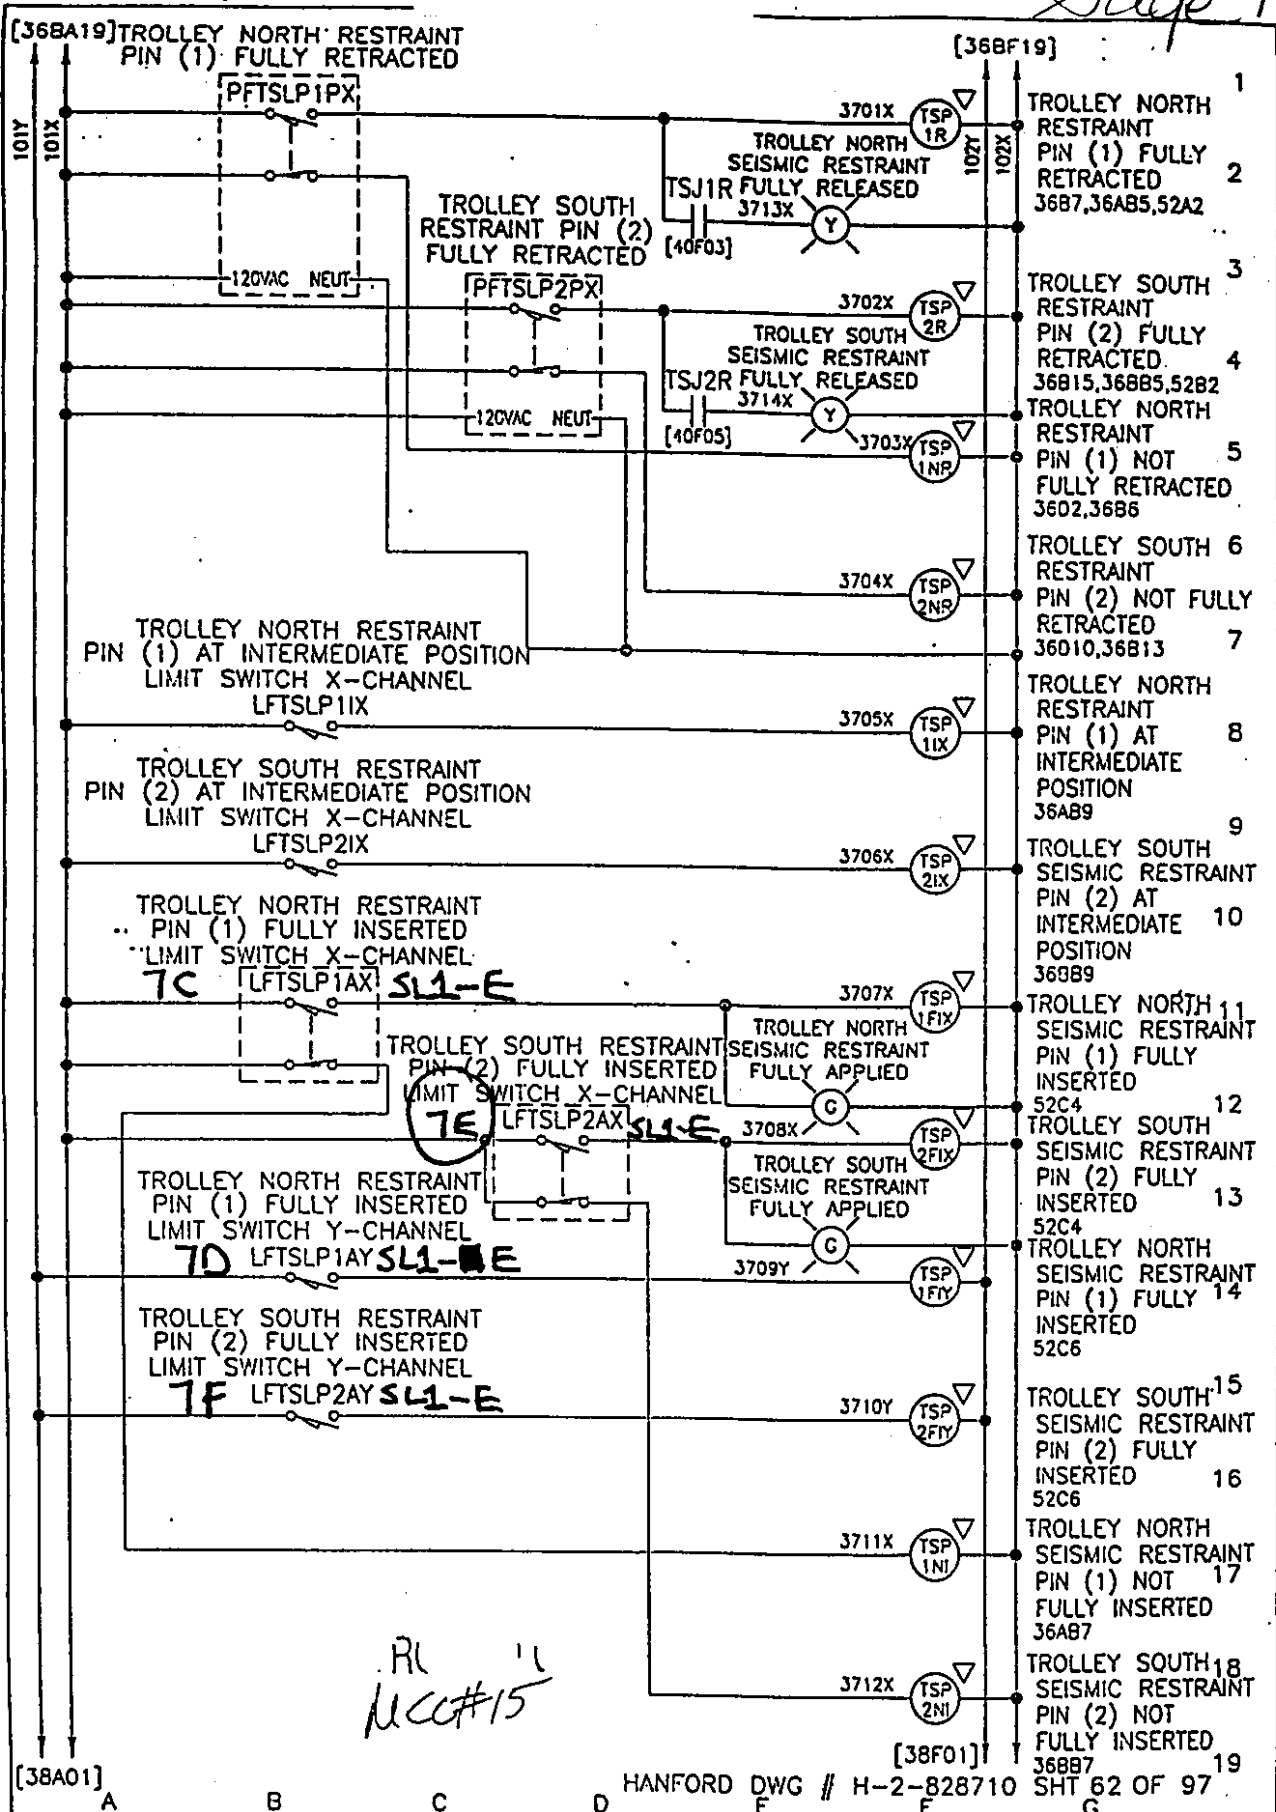 [36BA19] TROLLEY NORTH RESTRAINT
PIN (1) FULLY RETRACTED
[36BF19]
101Y
101X
PFTSLP1PX
3701X
TSP
1R
102Y
102X
1
TROLLEY NORTH
RESTRAINT
PIN (1) FULLY
RETRACTED
2
36B7,36AB5,52A2
TROLLEY NORTH
SEISMIC RESTRAINT
FULLY RELEASED
TSJ1R
3713X
Y
[40F03]
120VAC NEUT
TROLLEY SOUTH
RESTRAINT PIN (2)
FULLY RETRACTED
PFTSLP2PX
3702X
TSP
2R
3
TROLLEY SOUTH
RESTRAINT
PIN (2) FULLY
RETRACTED
4
36B15,36BB5,52B2
TROLLEY SOUTH
SEISMIC RESTRAINT
FULLY RELEASED
TSJ2R
3714X
Y
[40F05]
120VAC NEUT
3703X
TSP
1NR
TROLLEY NORTH
RESTRAINT
PIN (1) NOT
5
FULLY RETRACTED
36D2,36B6
3704X
TSP
2NR
TROLLEY SOUTH
6
RESTRAINT
PIN (2) NOT FULLY
RETRACTED
7
36D10,36B13
TROLLEY NORTH RESTRAINT
PIN (1) AT INTERMEDIATE POSITION
LIMIT SWITCH X-CHANNEL
LFTSLP1IX
3705X
TSP
1IX
TROLLEY NORTH
RESTRAINT
PIN (1) AT
8
INTERMEDIATE
POSITION
36AB9
TROLLEY SOUTH RESTRAINT
PIN (2) AT INTERMEDIATE POSITION
LIMIT SWITCH X-CHANNEL
LFTSLP2IX
3706X
TSP
2IX
9
TROLLEY SOUTH
SEISMIC RESTRAINT
PIN (2) AT
INTERMEDIATE
10
POSITION
36BB9
TROLLEY NORTH RESTRAINT
PIN (1) FULLY INSERTED
LIMIT SWITCH X-CHANNEL
7C LFTSLP1AX SL1-E
3707X
TSP
1FIX
TROLLEY NORTH
11
SEISMIC RESTRAINT
PIN (1) FULLY
INSERTED
52C4
12
TROLLEY NORTH
SEISMIC RESTRAINT
FULLY APPLIED
G
TROLLEY SOUTH RESTRAINT
PIN (2) FULLY INSERTED
LIMIT SWITCH X-CHANNEL
7E LFTSLP2AX SL1-E
3708X
TSP
2FIX
TROLLEY SOUTH
SEISMIC RESTRAINT
PIN (2) FULLY
INSERTED
13
52C4
TROLLEY SOUTH
SEISMIC RESTRAINT
FULLY APPLIED
G
TROLLEY NORTH RESTRAINT
PIN (1) FULLY INSERTED
LIMIT SWITCH Y-CHANNEL
7D LFTSLP1AY SL1-E
3709Y
TSP
1FIY
TROLLEY NORTH
SEISMIC RESTRAINT
PIN (1) FULLY
14
INSERTED
52C6
TROLLEY SOUTH RESTRAINT
PIN (2) FULLY INSERTED
LIMIT SWITCH Y-CHANNEL
7F LFTSLP2AY SL1-E
3710Y
TSP
2FIY
15
TROLLEY SOUTH
SEISMIC RESTRAINT
PIN (2) FULLY
INSERTED
16
52C6
3711X
TSP
1NI
TROLLEY NORTH
SEISMIC RESTRAINT
PIN (1) NOT
17
FULLY INSERTED
36AB7
3712X
TSP
2NI
TROLLEY SOUTH
18
SEISMIC RESTRAINT
PIN (2) NOT
FULLY INSERTED
36BB7
19
MCC#15
[38A01]
[38F01]
HANFORD DWG # H-2-828710 SHT 62 OF 97
A B C D E F G